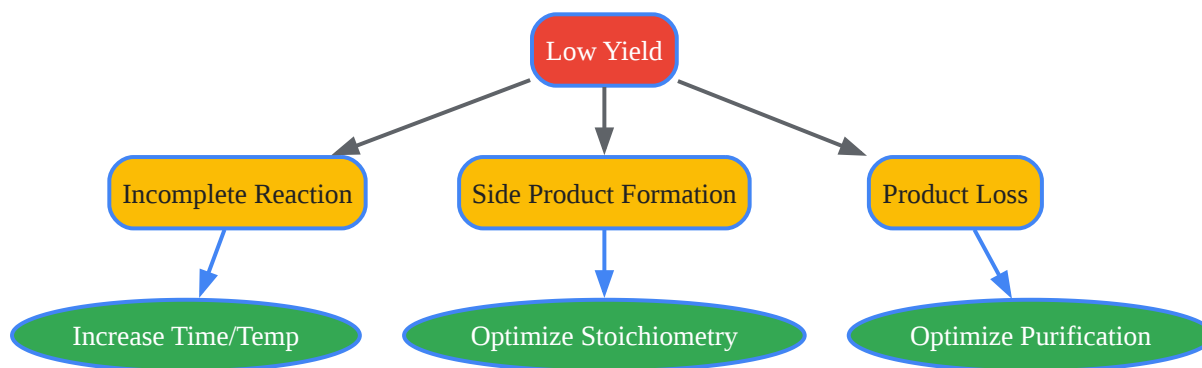 Low Yield
Incomplete Reaction
Side Product Formation
Product Loss
Increase Time/Temp
Optimize Stoichiometry
Optimize Purification